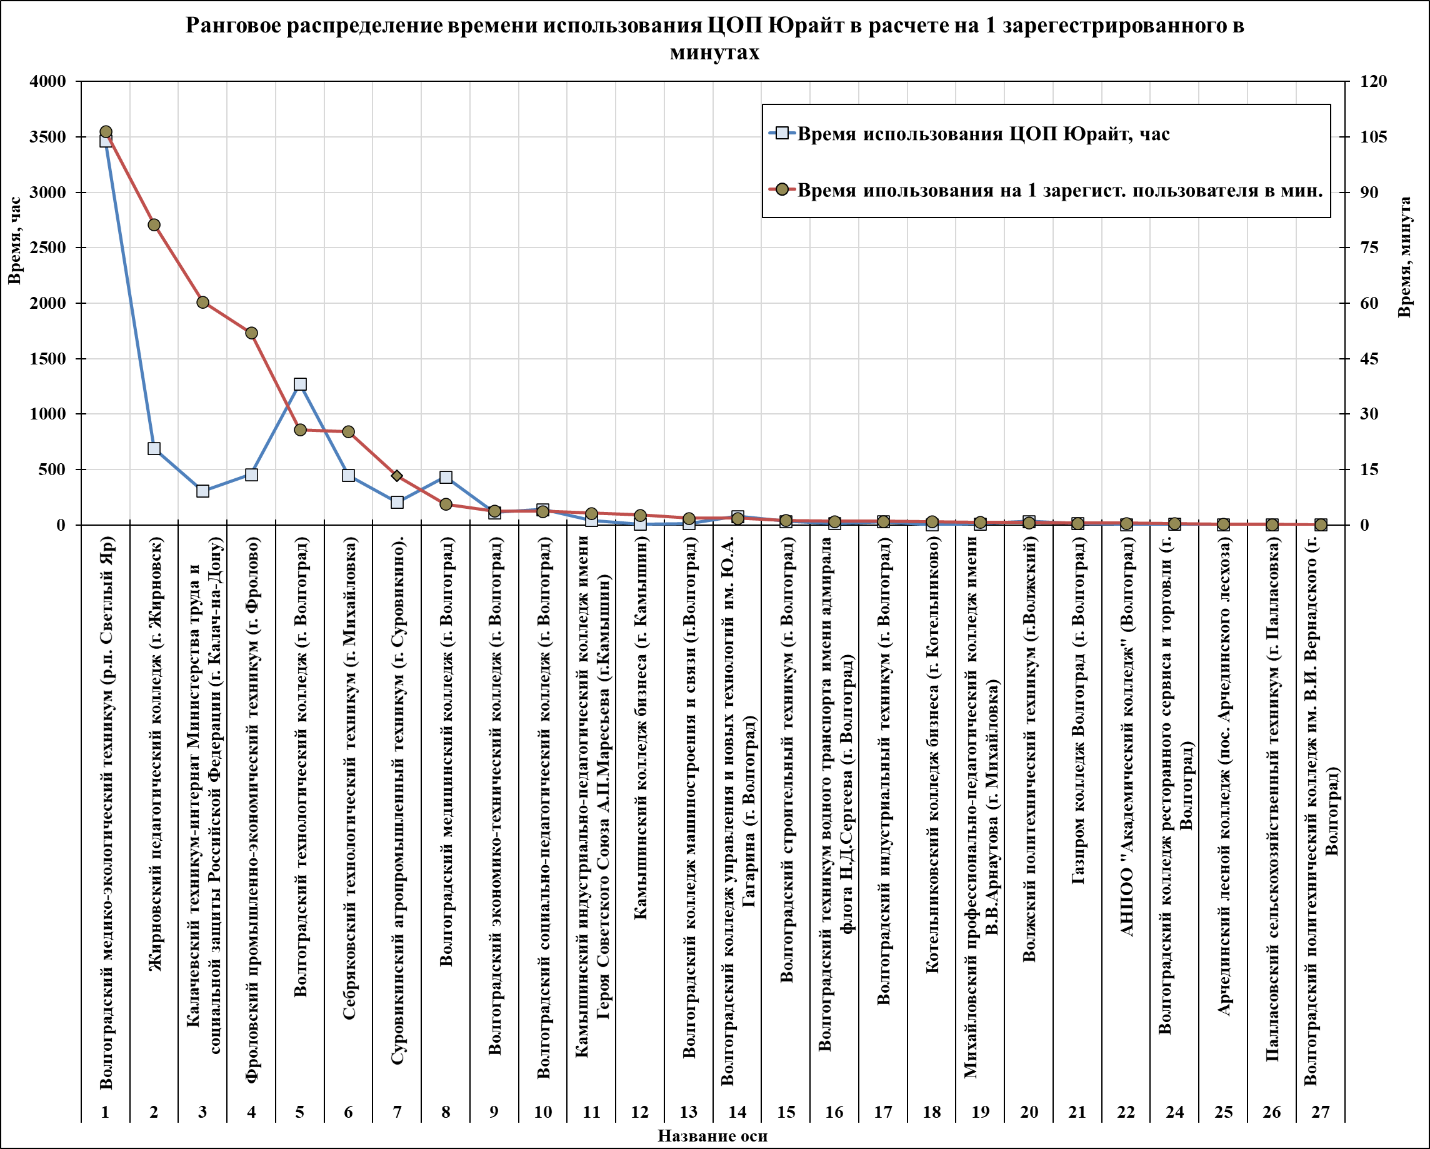 Ранговое распределение времени использования ЦОП Юрайт в расчете на 1 зарегестрированного в
минутах
Время использования ЦОП Юрайт, час
Время ипользования на 1 зарегист. пользователя в мин.
Время, час
4000
3500
3000
2500
2000
1500
1000
500
0
120
105
90
75
60
45
30
15
0
Время, минута
Волгоградский медико-экологический техникум (р.п. Светлый Яр)
Жирновский педагогический колледж (г. Жирновск)
Калачевский техникум-интернат Министерства труда и
социальной защиты Российской Федерации (г. Калач-на-Дону)
Фроловский промышленно-экономический техникум (г. Фролово)
Волгоградский технологический колледж (г. Волгоград)
Себряковский технологический техникум (г. Михайловка)
Суровикинский агропромышленный техникум (г. Суровикино).
Волгоградский медицинский колледж (г. Волгоград)
Волгоградский экономико-технический колледж (г. Волгоград)
Волгоградский социально-педагогический колледж (г. Волгоград)
Камышинский индустриально-педагогический колледж имени
Героя Советского Союза А.П.Маресьева (г.Камышин)
Камышинский колледж бизнеса (г. Камышин)
Волгоградский колледж машиностроения и связи (г.Волгоград)
Волгоградский колледж управления и новых технологий им. Ю.А.
Гагарина (г. Волгоград)
Волгоградский строительный техникум (г. Волгоград)
Волгоградский техникум водного транспорта имени адмирала
флота Н.Д.Сергеева (г. Волгоград)
Волгоградский индустриальный техникум (г. Волгоград)
Котельниковский колледж бизнеса (г. Котельниково)
Михайловский профессионально-педагогический колледж имени
В.В.Арнаутова (г. Михайловка)
Волжский политехнический техникум (г.Волжский)
Газпром колледж Волгоград (г. Волгоград)
АНПОО "Академический колледж" (Волгоград)
Волгоградский колледж ресторанного сервиса и торговли (г.
Волгоград)
Арчединский лесной колледж (пос. Арчединского лесхоза)
Палласовский сельскохозяйственный техникум (г. Палласовка)
Волгоградский политехнический колледж им. В.И. Вернадского (г.
Волгоград)
1 2 3 4 5 6 7 8 9 10 11 12 13 14 15 16 17 18 19 20 21 22 24 25 26 27
Название оси